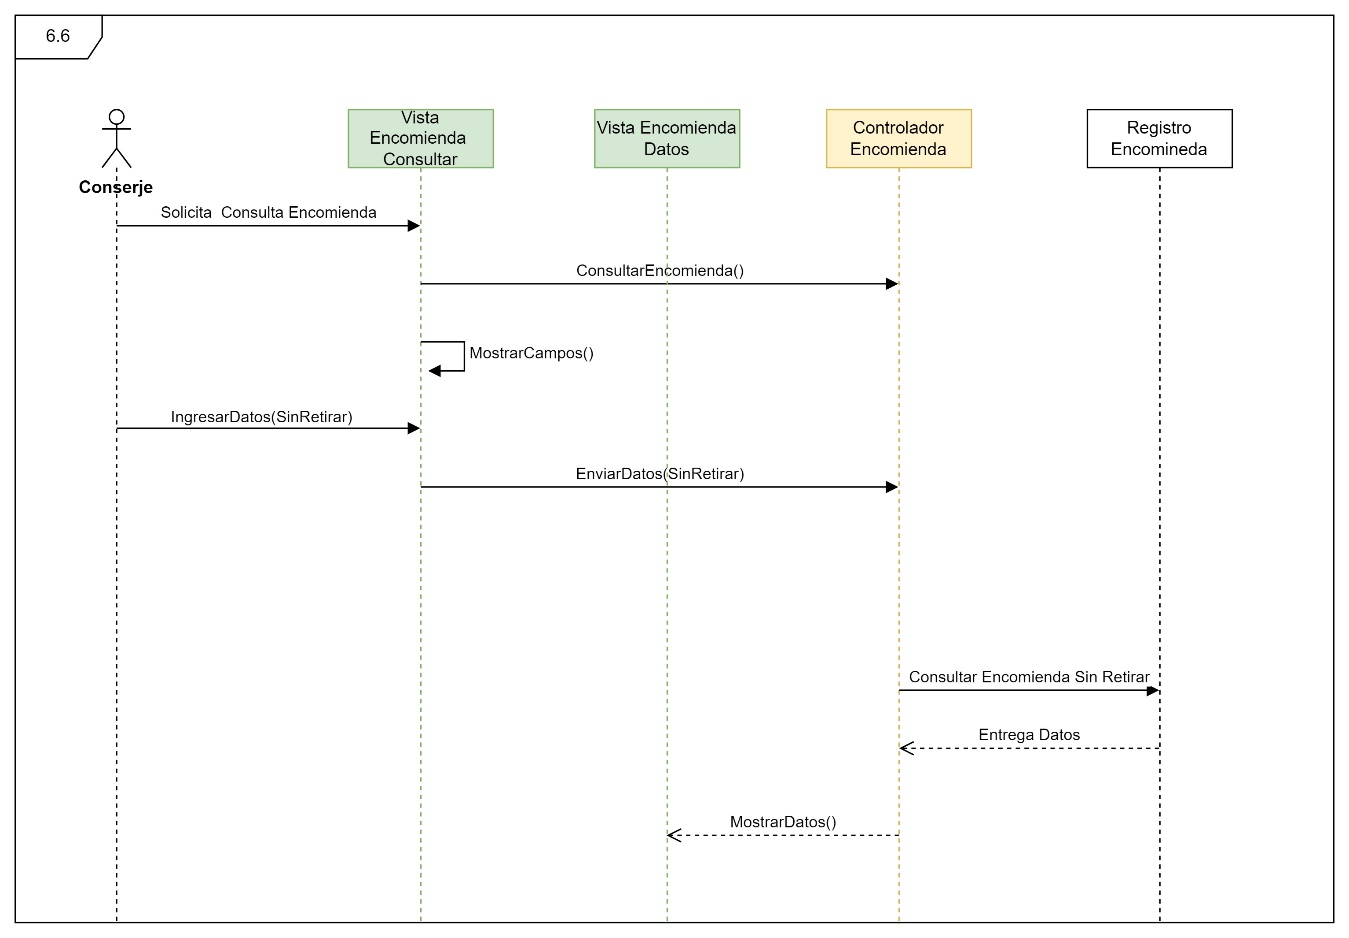 6.6
Vista
Encomienda
Consultar
Vista Encomienda
Datos
Controlador
Encomienda
Registro
Encomineda
Conserje
Solicita  Consulta Encomienda
ConsultarEncomienda()
MostrarCampos()
IngresarDatos(SinRetirar)
EnviarDatos(SinRetirar)
Consultar Encomienda Sin Retirar
Entrega Datos
MostrarDatos()